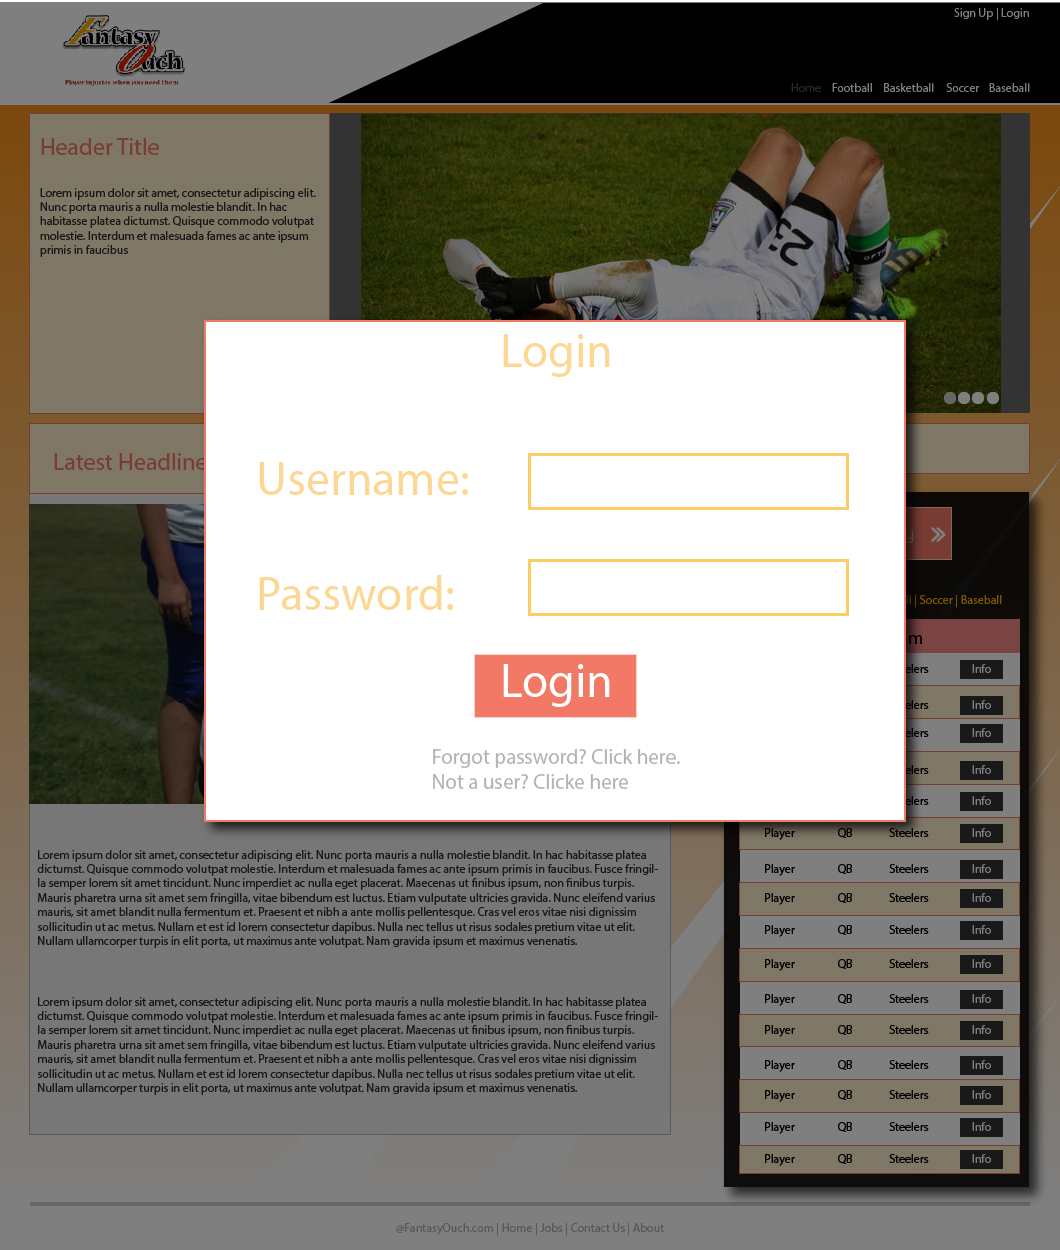 Fantasy
Ouch
Player injuries when you need them
Sign Up | Login
Home Football Basketball Soccer Baseball
Header Title
Lorem ipsum dolor sit amet, consectetur adipiscing elit.
Nunc porta mauris a nulla molestie blandit. In hac
habitasse platea dictumst. Quisque commodo volutpat
molestie. Interdum et malesuada fames ac ante ipsum
primis in faucibus
23
Login
Username:
Password:
Login
Forgot password? Click here.
Not a user? Clicke here
Latest Headline
| Soccer | Baseball
Info
Info
Info
Info
Info
Player QB Steelers Info
Player QB Steelers Info
Player QB Steelers Info
Player QB Steelers Info
Player QB Steelers Info
Player QB Steelers Info
Player QB Steelers Info
Player QB Steelers Info
Player QB Steelers Info
Player QB Steelers Info
Player QB Steelers Info
Lorem ipsum dolor sit amet, consectetur adipiscing elit. Nunc porta mauris a nulla molestie blandit. In hac habitasse platea
dictumst. Quisque commodo volutpat molestie. Interdum et malesuada fames ac ante ipsum primis in faucibus. Fusce fringil-
la semper lorem sit amet tincidunt. Nunc imperdiet ac nulla eget placerat. Maecenas ut finibus ipsum, non finibus turpis.
Mauris pharetra urna sit amet sem fringilla, vitae bibendum est luctus. Etiam vulputate ultricies gravida. Nunc eleifend varius
mauris, sit amet blandit nulla fermentum et. Praesent et nibh a ante mollis pellentesque. Cras vel eros vitae nisi dignissim
sollicitudin ut ac metus. Nullam et est id lorem consectetur dapibus. Nulla nec tellus ut risus sodales pretium vitae ut elit.
Nullam ullamcorper turpis in elit porta, ut maximus ante volutpat. Nam gravida ipsum et maximus venenatis.
Lorem ipsum dolor sit amet, consectetur adipiscing elit. Nunc porta mauris a nulla molestie blandit. In hac habitasse platea
dictumst. Quisque commodo volutpat molestie. Interdum et malesuada fames ac ante ipsum primis in faucibus. Fusce fringil-
la semper lorem sit amet tincidunt. Nunc imperdiet ac nulla eget placerat. Maecenas ut finibus ipsum, non finibus turpis.
Mauris pharetra urna sit amet sem fringilla, vitae bibendum est luctus. Etiam vulputate ultricies gravida. Nunc eleifend varius
mauris, sit amet blandit nulla fermentum et. Praesent et nibh a ante mollis pellentesque. Cras vel eros vitae nisi dignissim
sollicitudin ut ac metus. Nullam et est id lorem consectetur dapibus. Nulla nec tellus ut risus sodales pretium vitae ut elit.
Nullam ullamcorper turpis in elit porta, ut maximus ante volutpat. Nam gravida ipsum et maximus venenatis.
@FantasyOuch.com | Home | Jobs | Contact Us | About